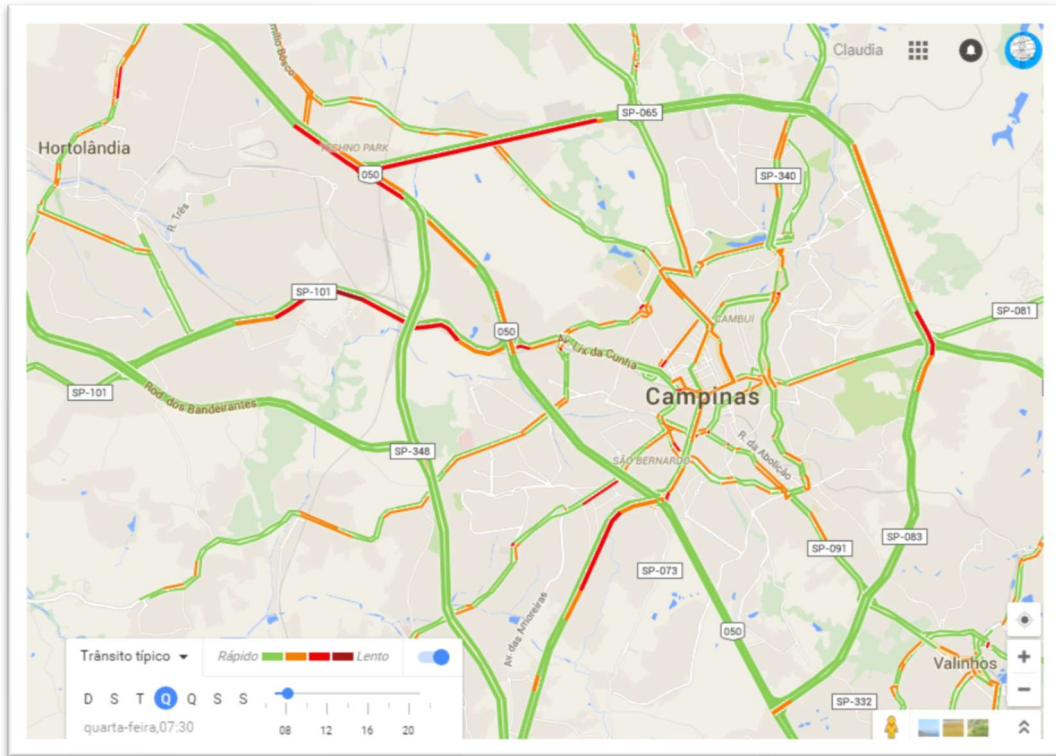 Claudia
SP-065
Hortolândia
TECHNO PARK
050
SP-340
R. Três
SP-101
SP-081
050
CAMBUÍ
Av. Lix da Cunha
SP-101
Campinas
Rod. dos Bandeirantes
SP-348
R. da Abolição
SÃO BERNARDO
SP-083
SP-091
SP-073
Av. das Amoreiras
050
Valinhos
SP-332
Trânsito típico
Rápido
Lento
D S T Q Q S S
quarta-feira,07:30
08 12 16 20